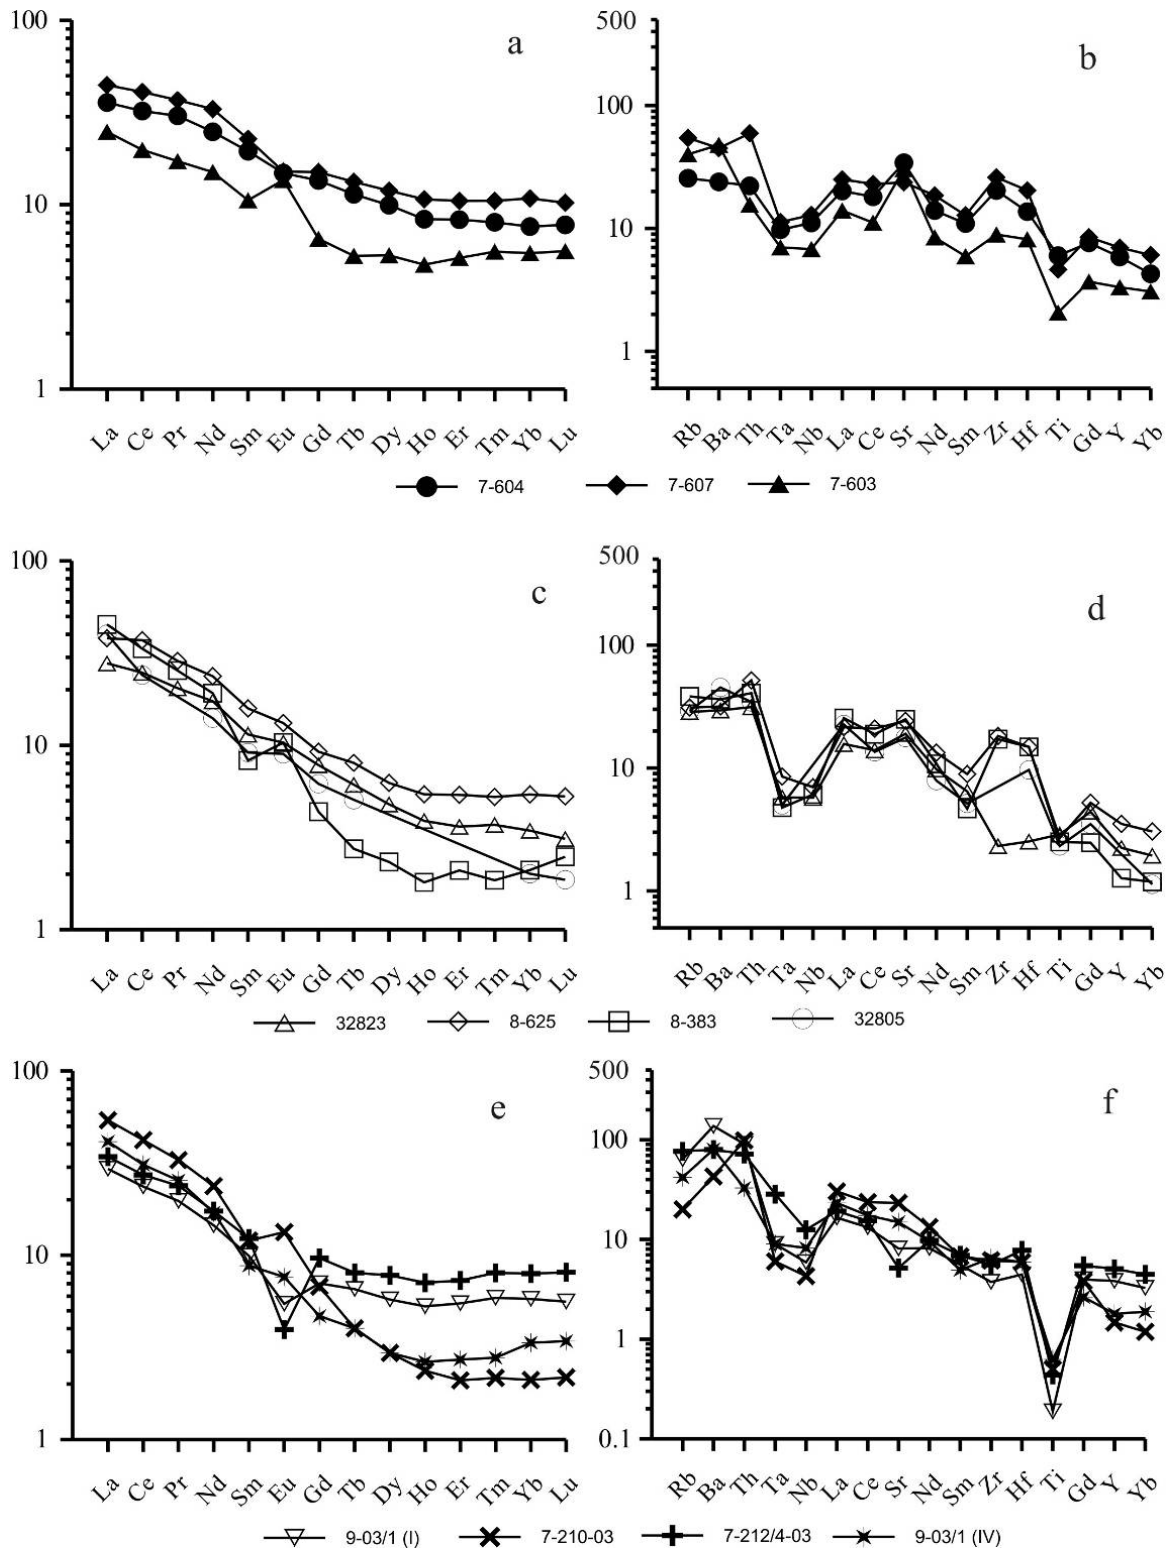 100
10
1
a
La Ce Pr Nd Sm Eu Gd Tb Dy Ho Er Tm Yb Lu
500
100
10
1
b
Rb Ba Th Ta Nb La Ce Sr Nd Sm Zr Hf Ti Gd Y Yb
7-604 7-607 7-603
100
10
1
c
La Ce Pr Nd Sm Eu Gd Tb Dy Ho Er Tm Yb Lu
500
100
10
1
d
Rb Ba Th Ta Nb La Ce Sr Nd Sm Zr Hf Ti Gd Y Yb
32823 8-625 8-383 32805
100
10
1
e
La Ce Pr Nd Sm Eu Gd Tb Dy Ho Er Tm Yb Lu
500
100
10
1
0.1
f
Rb Ba Th Ta Nb La Ce Sr Nd Sm Zr Hf Ti Gd Y Yb
9-03/1 (I) 7-210-03 7-212/4-03 9-03/1 (IV)